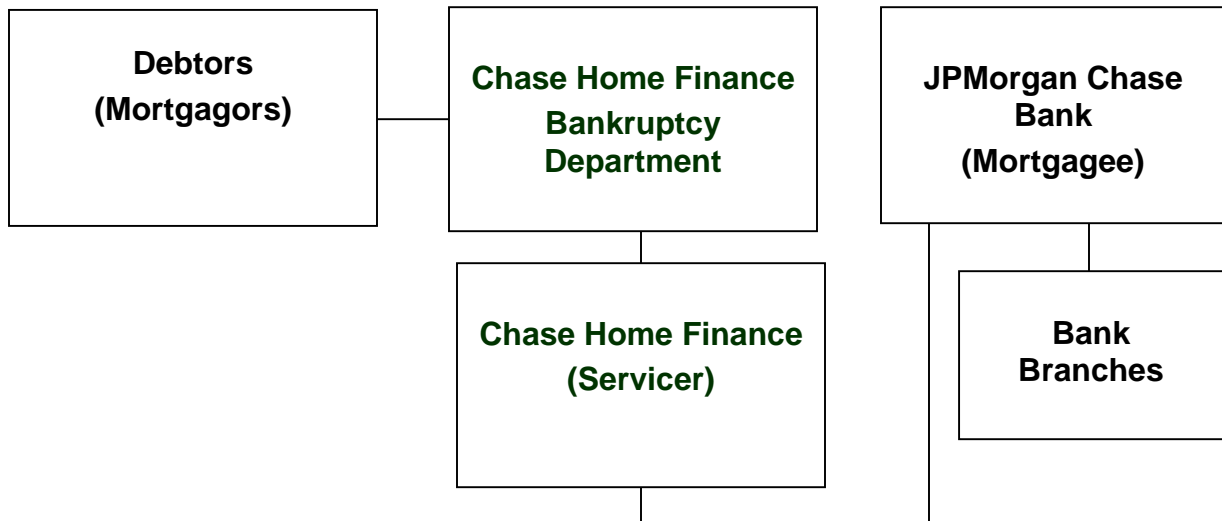 Debtors
(Mortgagors)
Chase Home Finance
Bankruptcy
Department
JPMorgan Chase
Bank
(Mortgagee)
Chase Home Finance
(Servicer)
Bank
Branches